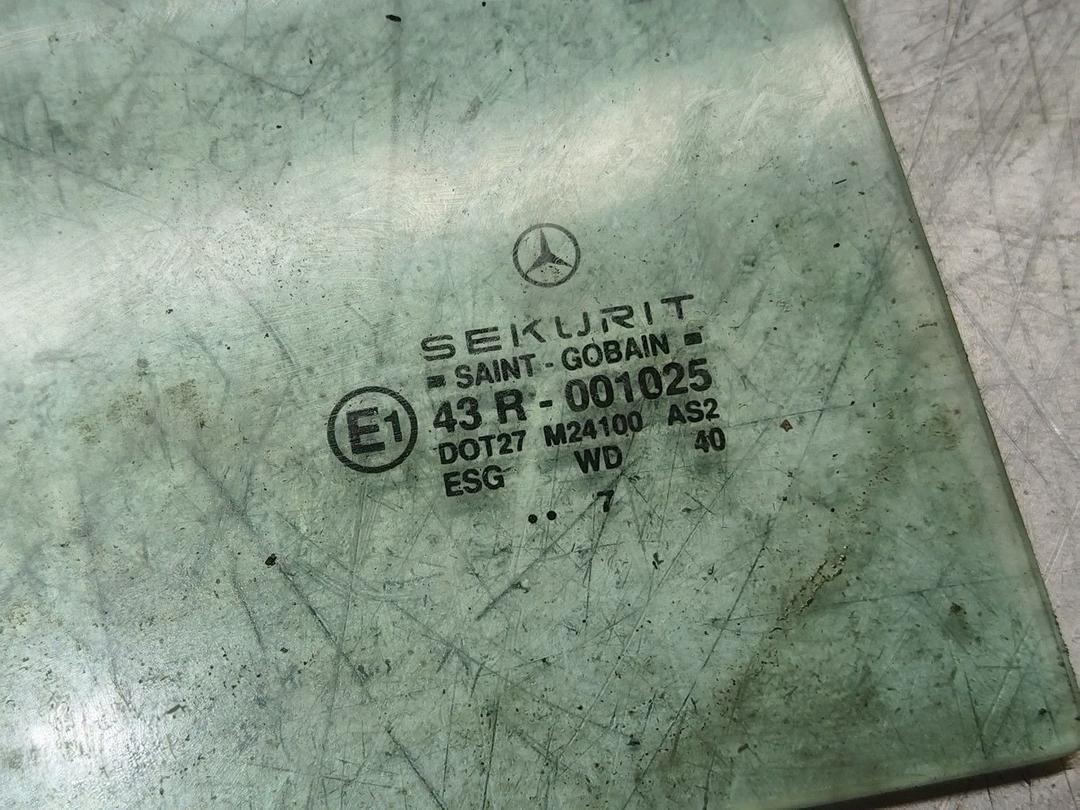 SEKURIT
SAINT - GOBAIN
E1 43 R - 001025
DOT27 M24100 AS2
ESG WD 40
.. 7